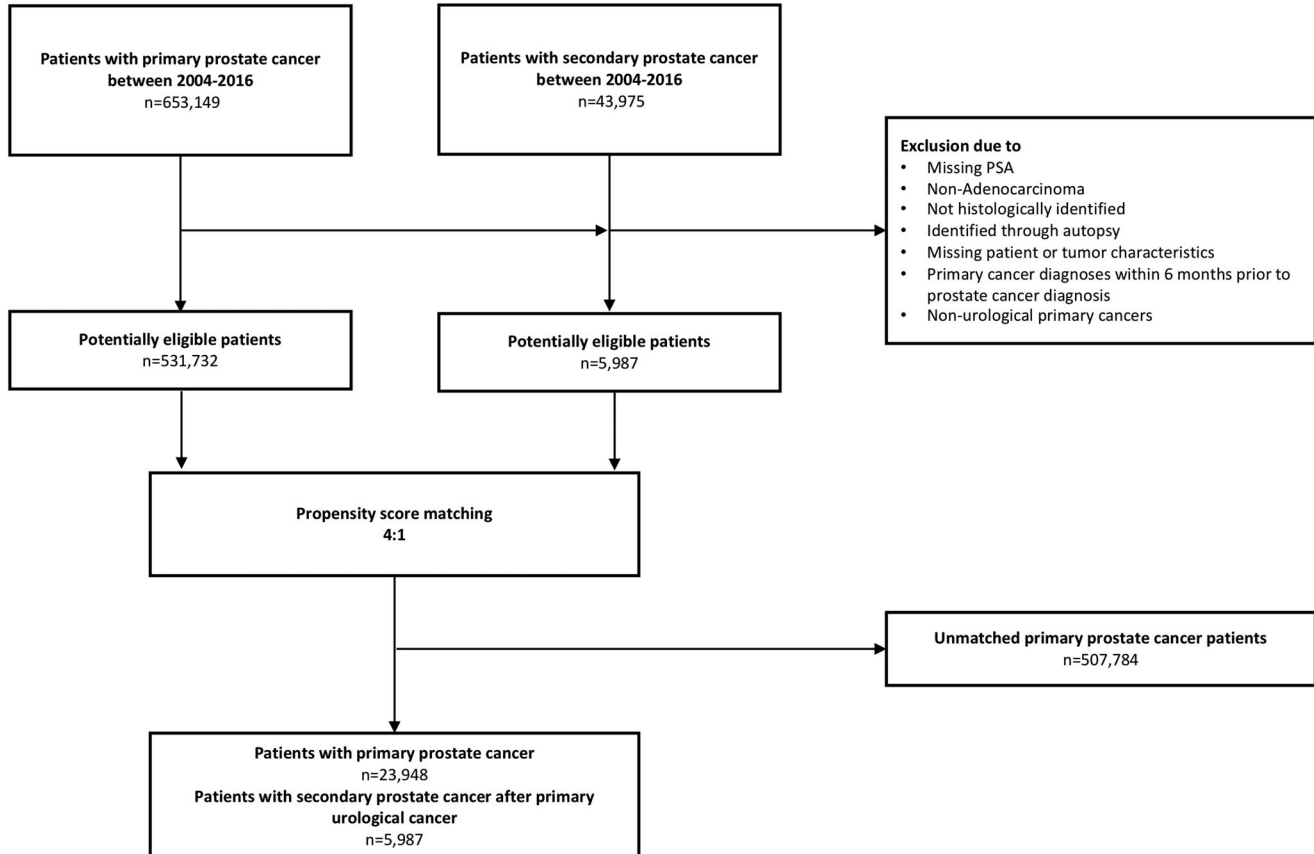 Patients with primary prostate cancer
between 2004-2016
n=653,149
Patients with secondary prostate cancer
between 2004-2016
n=43,975
Exclusion due to
• Missing PSA
• Non-Adenocarcinoma
• Not histologically identified
• Identified through autopsy
• Missing patient or tumor characteristics
• Primary cancer diagnoses within 6 months prior to
prostate cancer diagnosis
• Non-urological primary cancers
Potentially eligible patients
n=531,732
Potentially eligible patients
n=5,987
Propensity score matching
4:1
Unmatched primary prostate cancer patients
n=507,784
Patients with primary prostate cancer
n=23,948
Patients with secondary prostate cancer after primary
urological cancer
n=5,987